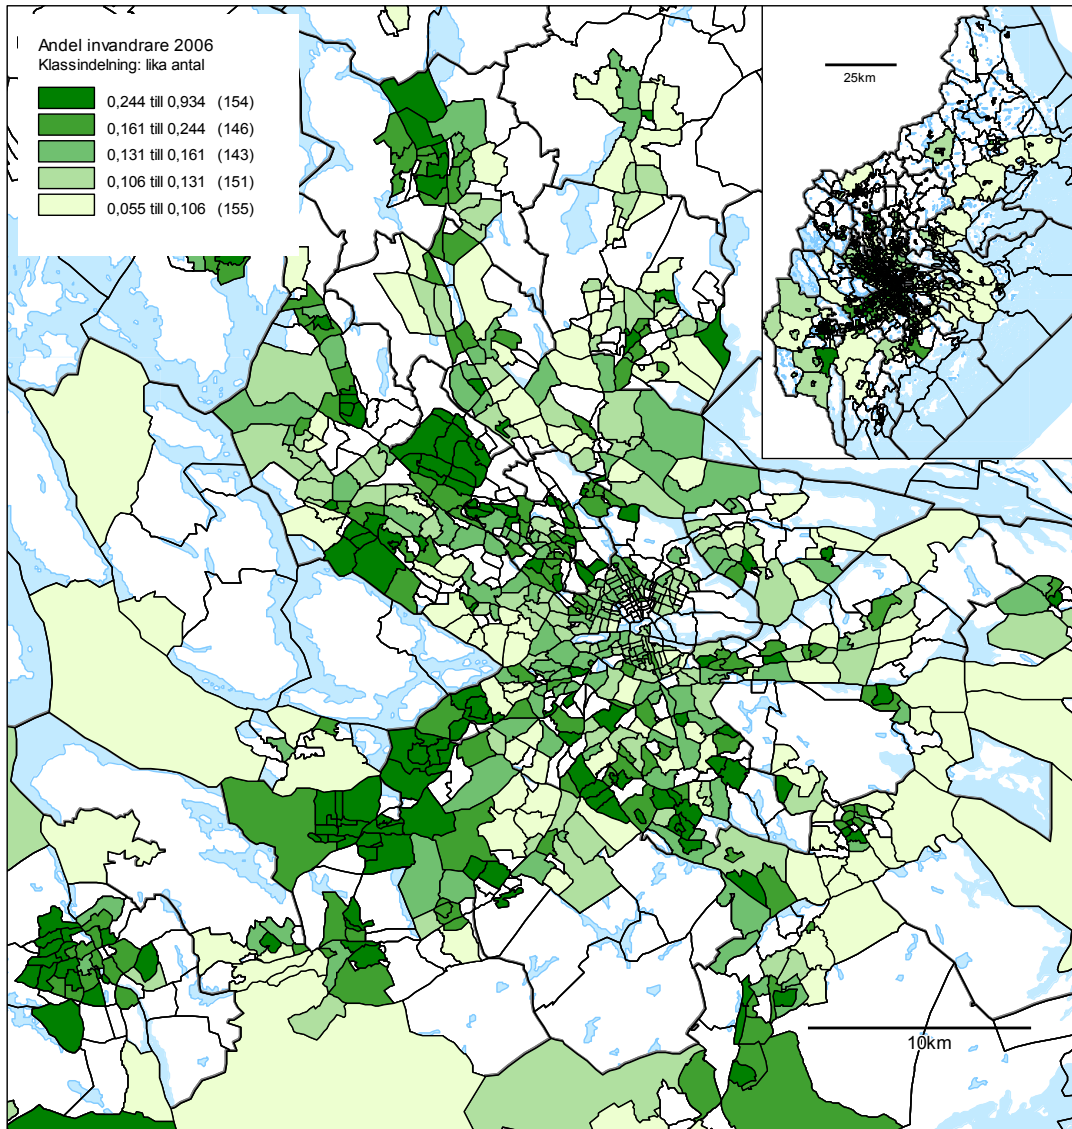 Andel invandrare 2006
Klassindelning: lika antal
0,244 till 0,934 (154)
0,161 till 0,244 (146)
0,131 till 0,161 (143)
0,106 till 0,131 (151)
0,055 till 0,106 (155)
25km
10km